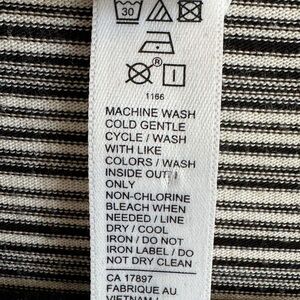 30
®
1166
MACHINE WASH
COLD GENTLE
CYCLE / WASH
WITH LIKE
COLORS / WASH
INSIDE OUT /
ONLY
NON-CHLORINE
BLEACH WHEN
NEEDED / LINE
DRY / COOL
IRON / DO NOT
IRON LABEL / DO
NOT DRY CLEAN
CA 17897
FABRIQUE AU
VIETNAM /